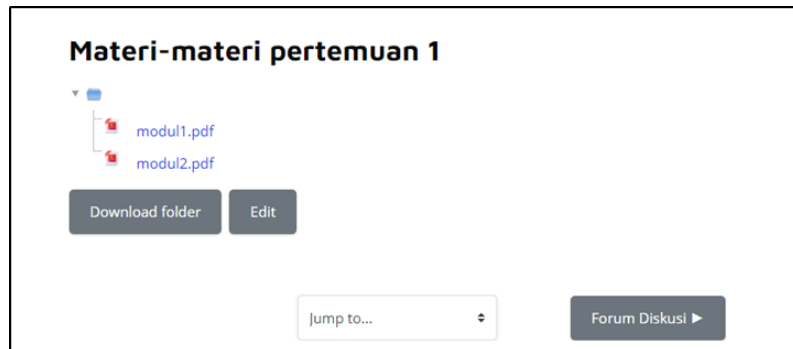 Materi-materi pertemuan 1
modul1.pdf
modul2.pdf
Download folder Edit
Jump to... Forum Diskusi ►